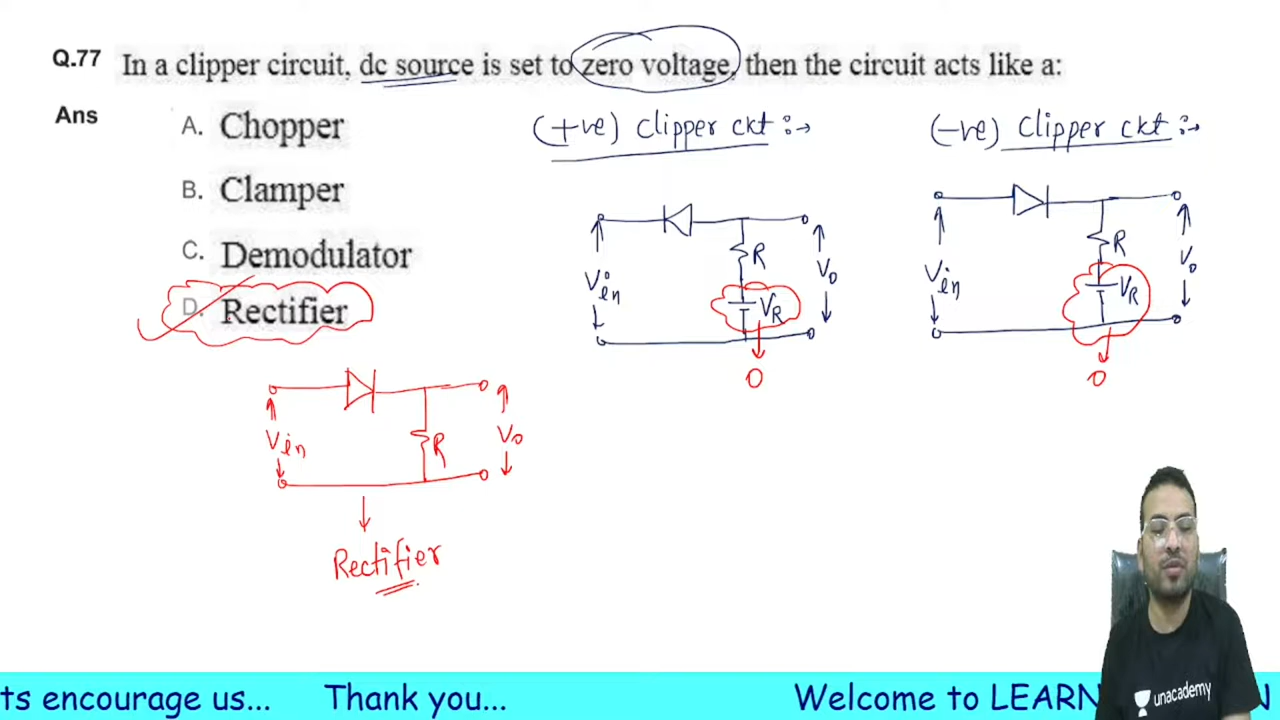 Q.77 In a clipper circuit, dc source is set to zero voltage, then the circuit acts like a:
Ans
A. Chopper
B. Clamper
C. Demodulator
D. Rectifier
(+ve) Clipper ckt :→
(-ve) Clipper ckt :→
Vin
R
VR
Vo
0
Vin
R
VR
Vo
0
Vin
R
Vo
Rectifier
unacademy
ts encourage us... Thank you... Welcome to LEARN N